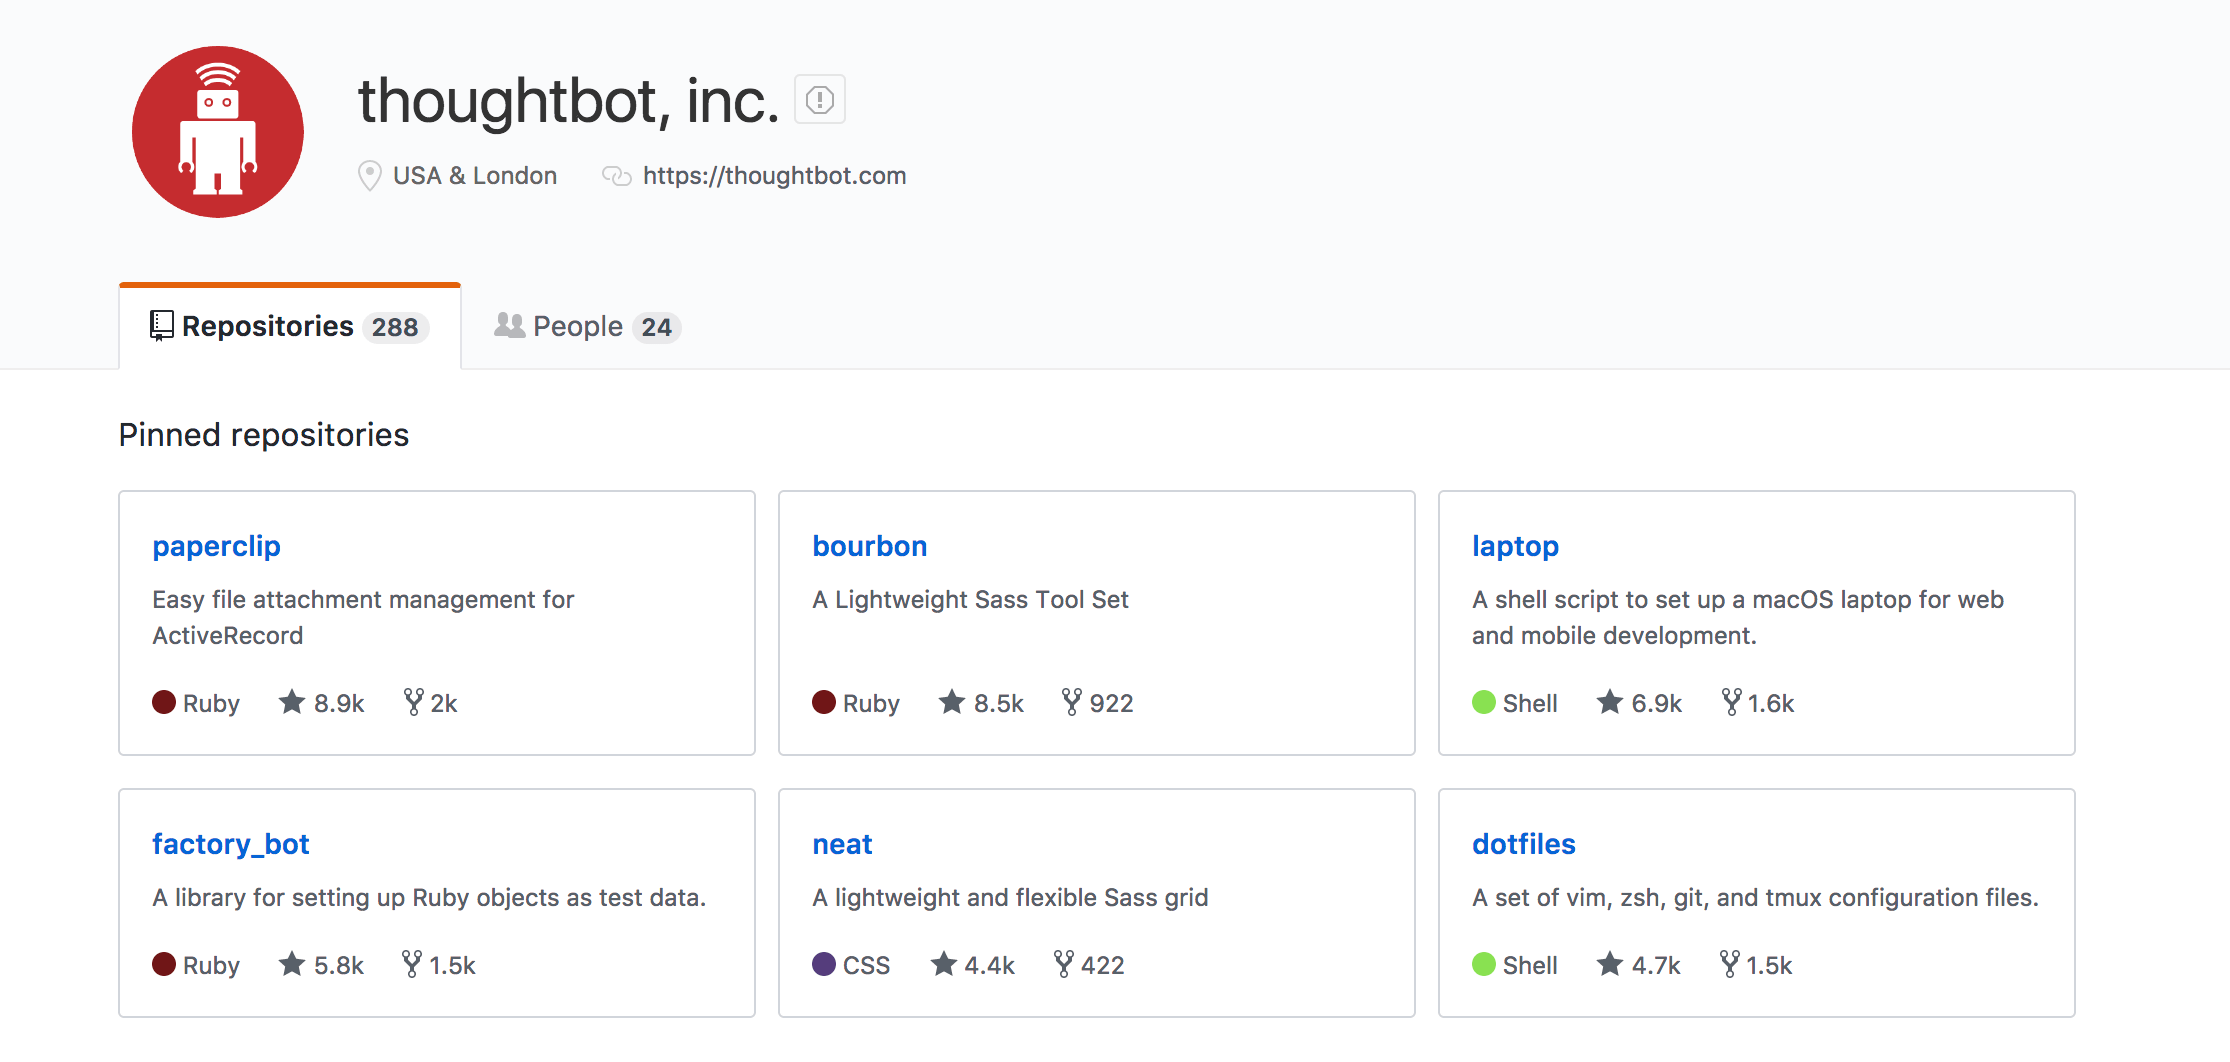 thoughtbot, inc.
USA & London https://thoughtbot.com
Repositories 288 People 24
Pinned repositories
paperclip
Easy file attachment management for
ActiveRecord
Ruby 8.9k 2k
bourbon
A Lightweight Sass Tool Set
Ruby 8.5k 922
laptop
A shell script to set up a macOS laptop for web
and mobile development.
Shell 6.9k 1.6k
factory_bot
A library for setting up Ruby objects as test data.
Ruby 5.8k 1.5k
neat
A lightweight and flexible Sass grid
CSS 4.4k 422
dotfiles
A set of vim, zsh, git, and tmux configuration files.
Shell 4.7k 1.5k